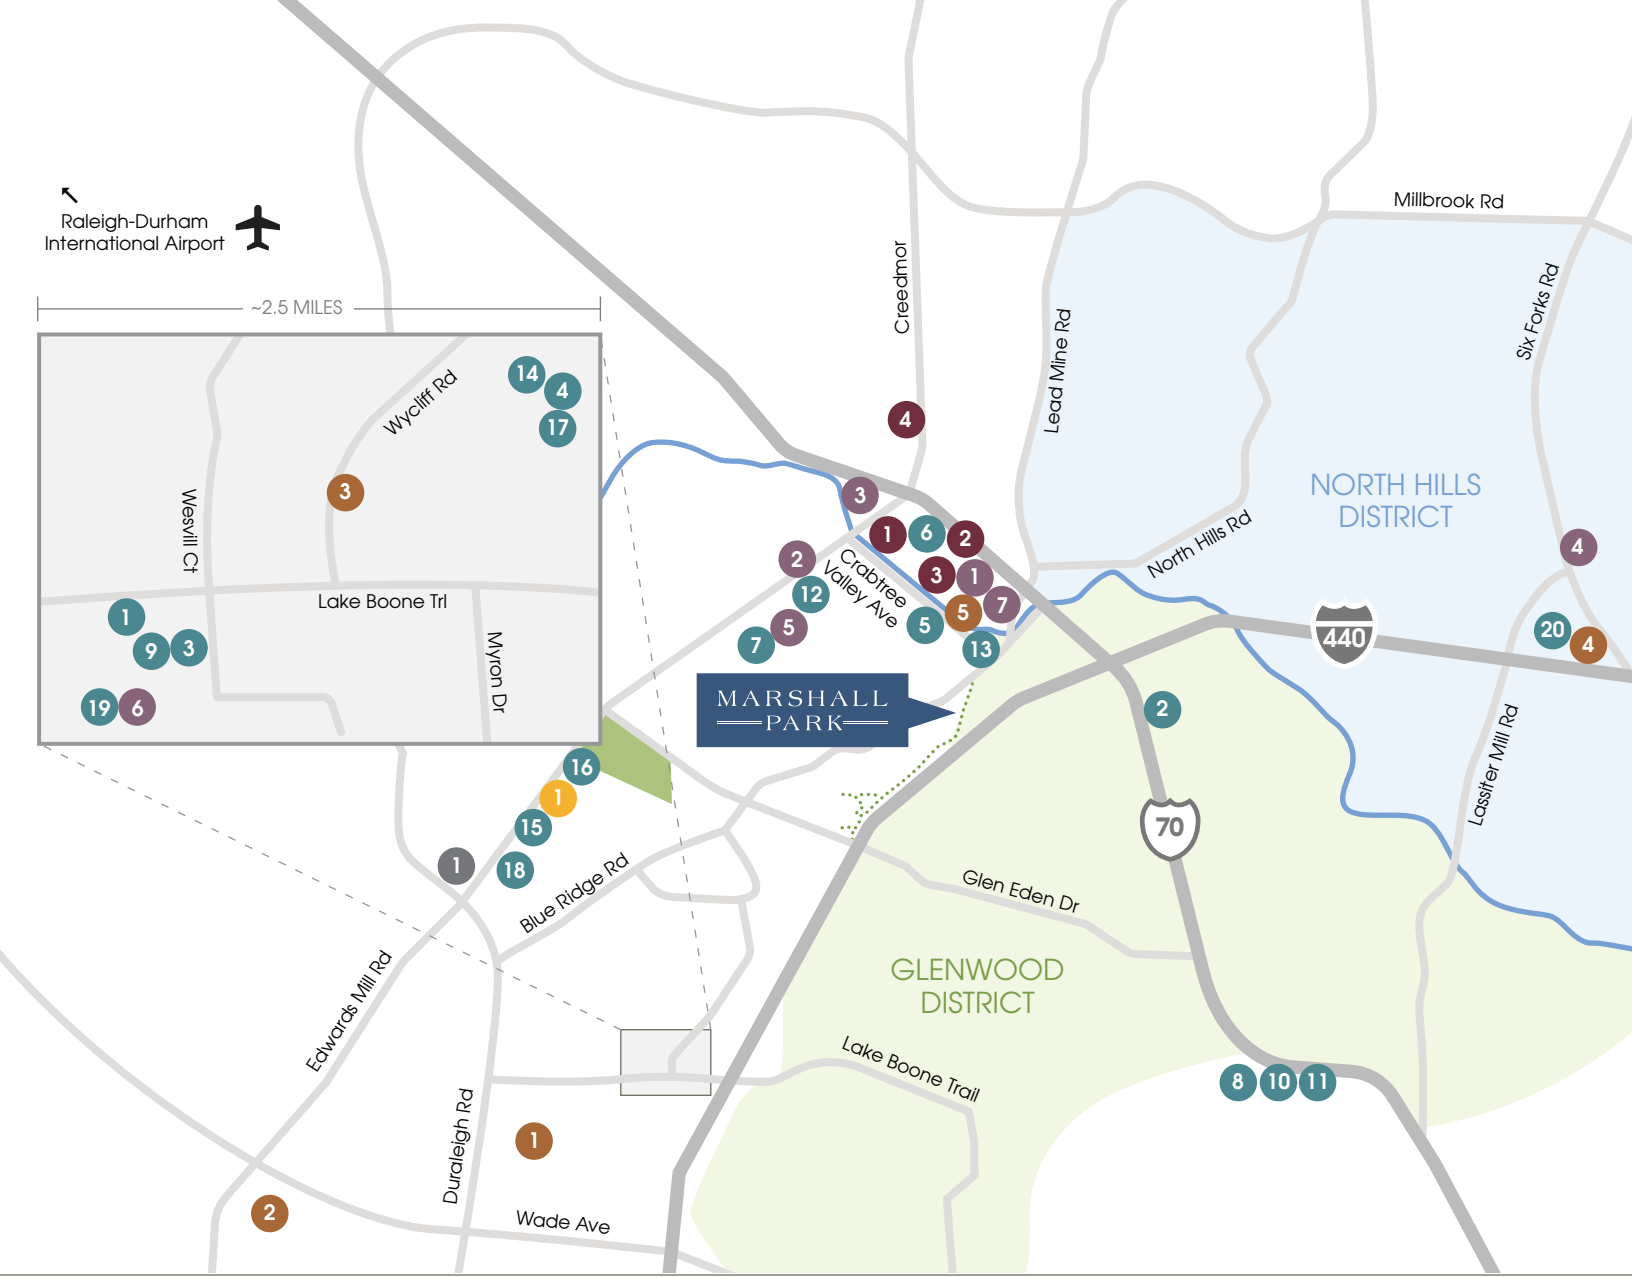 Millbrook Rd
Raleigh-Durham
International Airport
Creedmor
Six Forks Rd
~2.5 MILES
Lead Mine Rd
14
4
17
Wycliff Rd
3
4
Wesvill Ct
3
NORTH HILLS
DISTRICT
North Hills Rd
1
6
2
4
2
Crabtree
Valley Ave
3
1
12
7
5
5
5
7
13
Lake Boone Trl
1
9
3
Myron Dr
19
6
440
20
4
MARSHALL
PARK
2
16
1
15
1
18
70
Lassiter Mill Rd
Blue Ridge Rd
Glen Eden Dr
GLENWOOD
DISTRICT
Edwards Mill Rd
Lake Boone Trail
8
10
11
Duraleigh Rd
1
2
Wade Ave